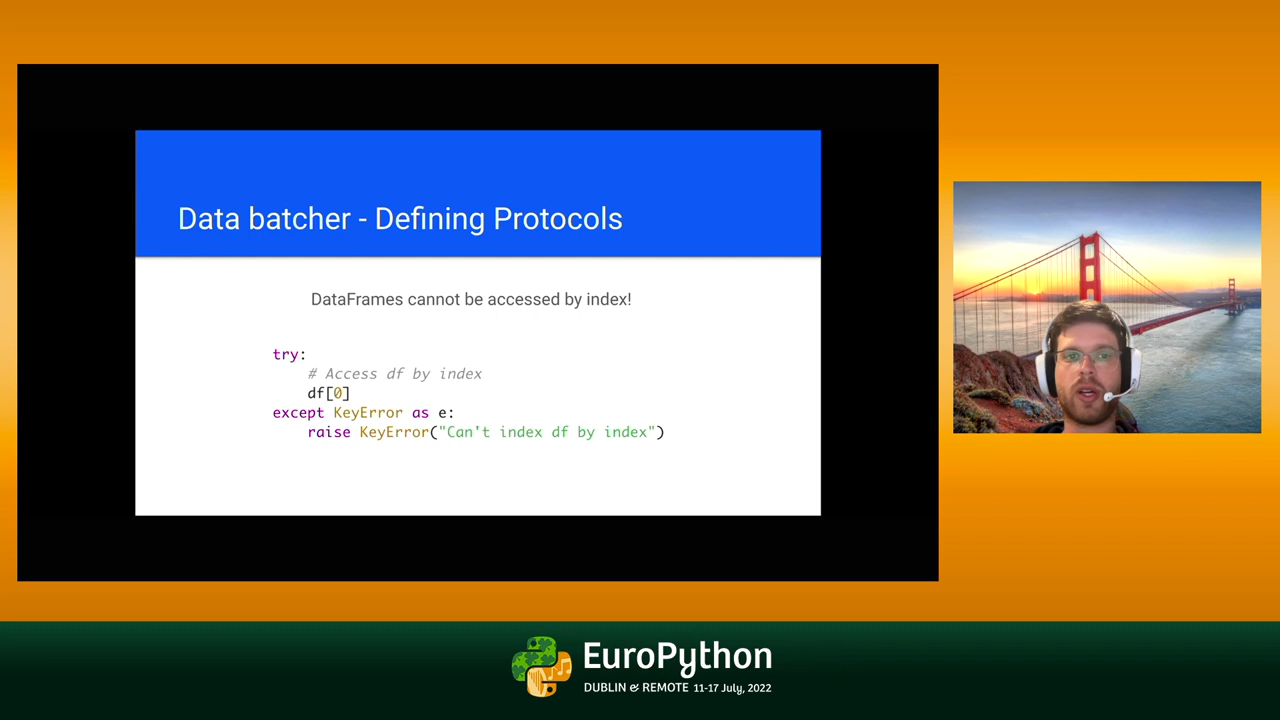 Data batcher - Defining Protocols
DataFrames cannot be accessed by index!
try:
# Access df by index
df[0]
except KeyError as e:
raise KeyError("Can't index df by index")
EuroPython
DUBLIN & REMOTE 11-17 July, 2022